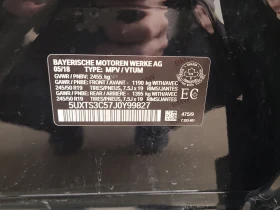 BAYERISCHE MOTOREN WERKE AG
05/18 TYPE: MPV / VTUM
GVWR / PNBV: 2455 kg
GAWR FRONT / PNBE - AVANT: 1190 kg
245/50 R19 TIRES/PNEUS, 7.5J x 19
GAWR REAR / PNBE - ARRIERE: 1395 kg
245/50 R19 TIRES/PNEUS, 7.5J x 19
5UXTS3C57J0Y99827
EC
475/9